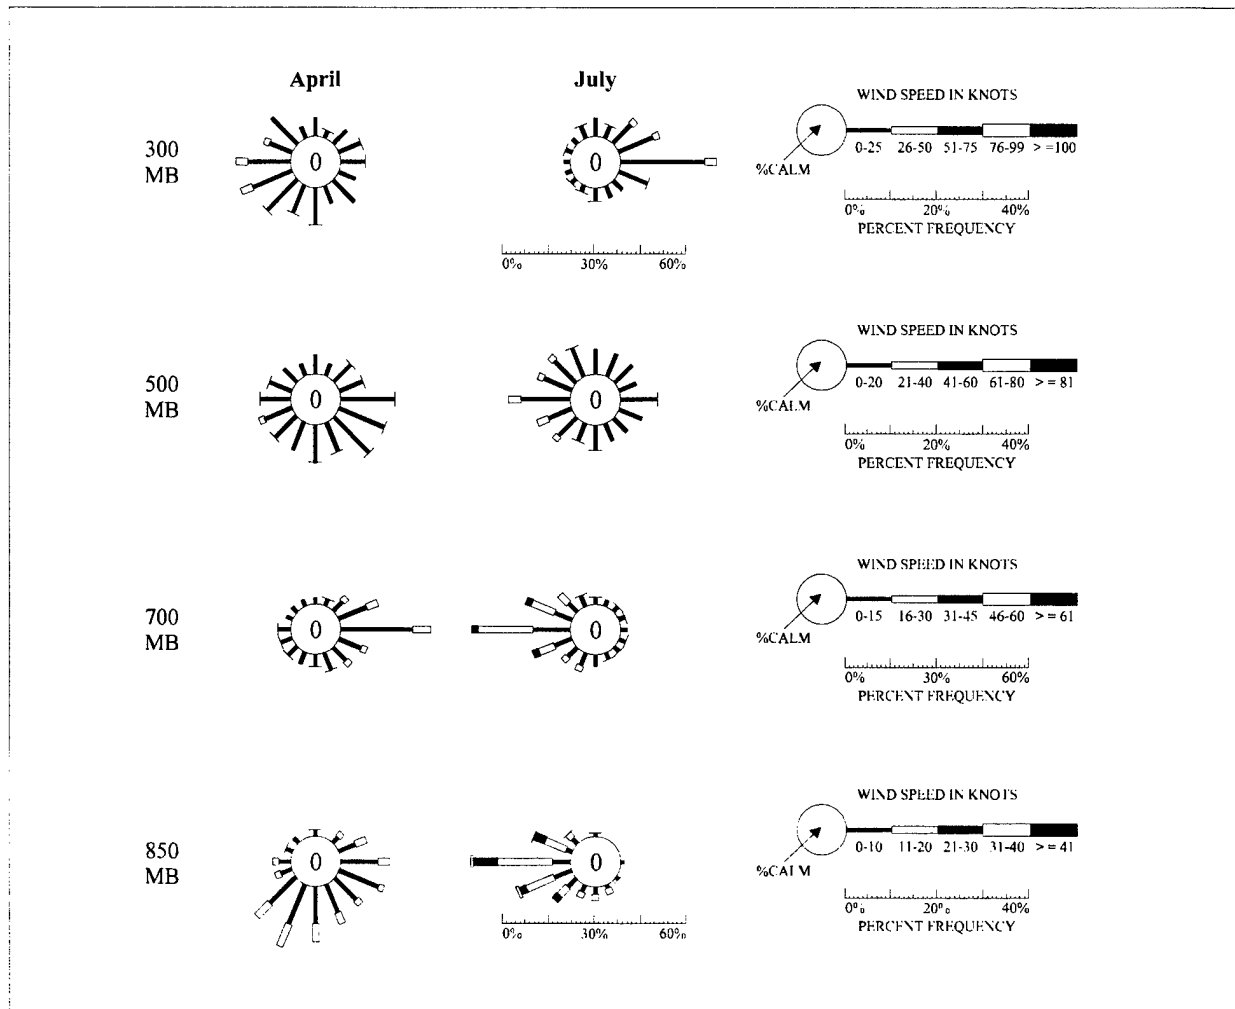 April July
300
MB
0 0
WIND SPEED IN KNOTS
0-25 26-50 51-75 76-99 > =100
%CALM
0% 20% 40%
PERCENT FREQUENCY
0% 30% 60%
500
MB
0 0
WIND SPEED IN KNOTS
0-20 21-40 41-60 61-80 > = 81
%CALM
0% 20% 40%
PERCENT FREQUENCY
700
MB
0 0
WIND SPEED IN KNOTS
0-15 16-30 31-45 46-60 > = 61
%CALM
0% 30% 60%
PERCENT FREQUENCY
850
MB
0 0
WIND SPEED IN KNOTS
0-10 11-20 21-30 31-40 > = 41
%CALM
0% 20% 40%
PERCENT FREQUENCY
0% 30% 60%